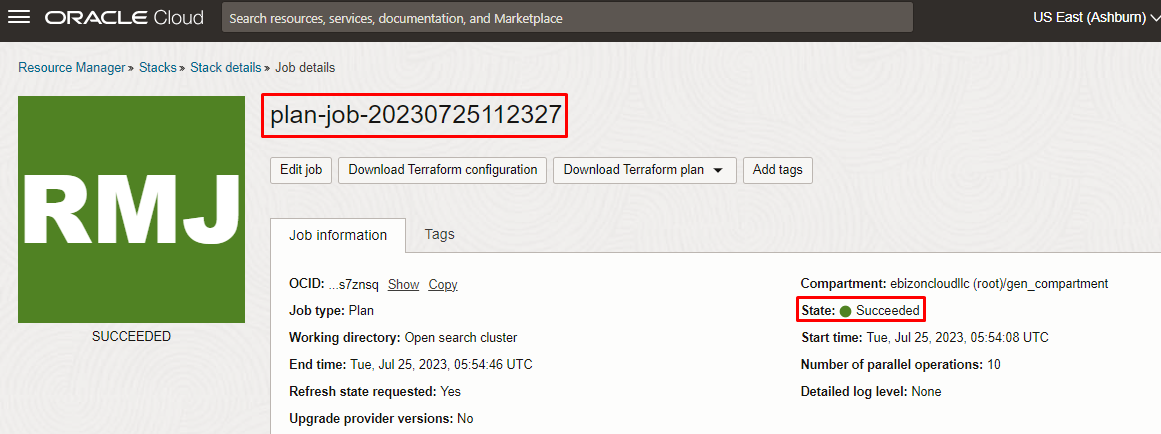 ORACLE Cloud
Search resources, services, documentation, and Marketplace
US East (Ashburn)
Resource Manager » Stacks » Stack details » Job details
RMJ
SUCCEEDED
plan-job-20230725112327
Edit job
Download Terraform configuration
Download Terraform plan
Add tags
Job information
Tags
OCID: ...s7znsq Show Copy
Job type: Plan
Working directory: Open search cluster
End time: Tue, Jul 25, 2023, 05:54:46 UTC
Refresh state requested: Yes
Upgrade provider versions: No
Compartment: ebizoncloudllc (root)/gen_compartment
State: Succeeded
Start time: Tue, Jul 25, 2023, 05:54:08 UTC
Number of parallel operations: 10
Detailed log level: None